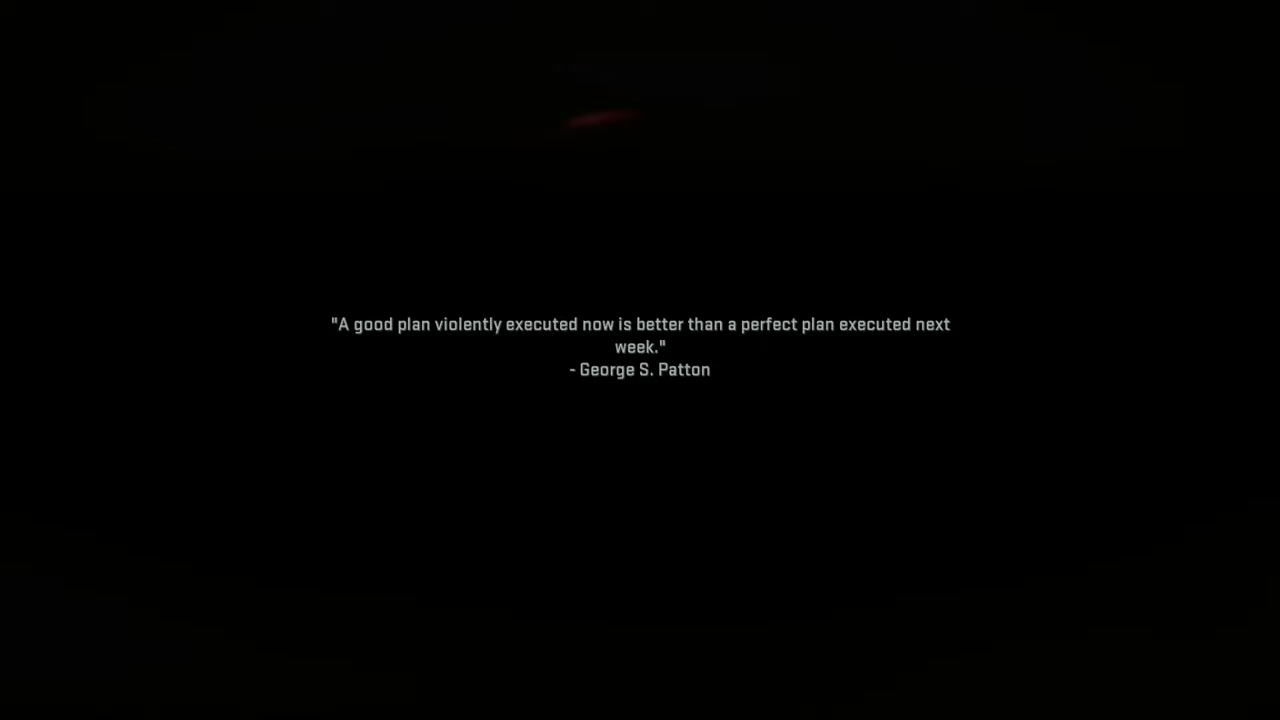 "A good plan violently executed now is better than a perfect plan executed next
week."
- George S. Patton